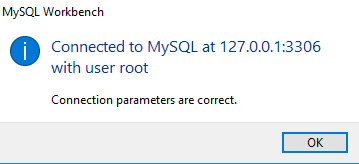 MySQL Workbench
Connected to MySQL at 127.0.0.1:3306
with user root
Connection parameters are correct.
OK